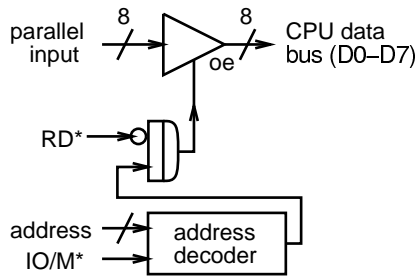 8
8
parallel
input
oe
CPU data
bus (D0–D7)
RD*
address
IO/M*
address
decoder